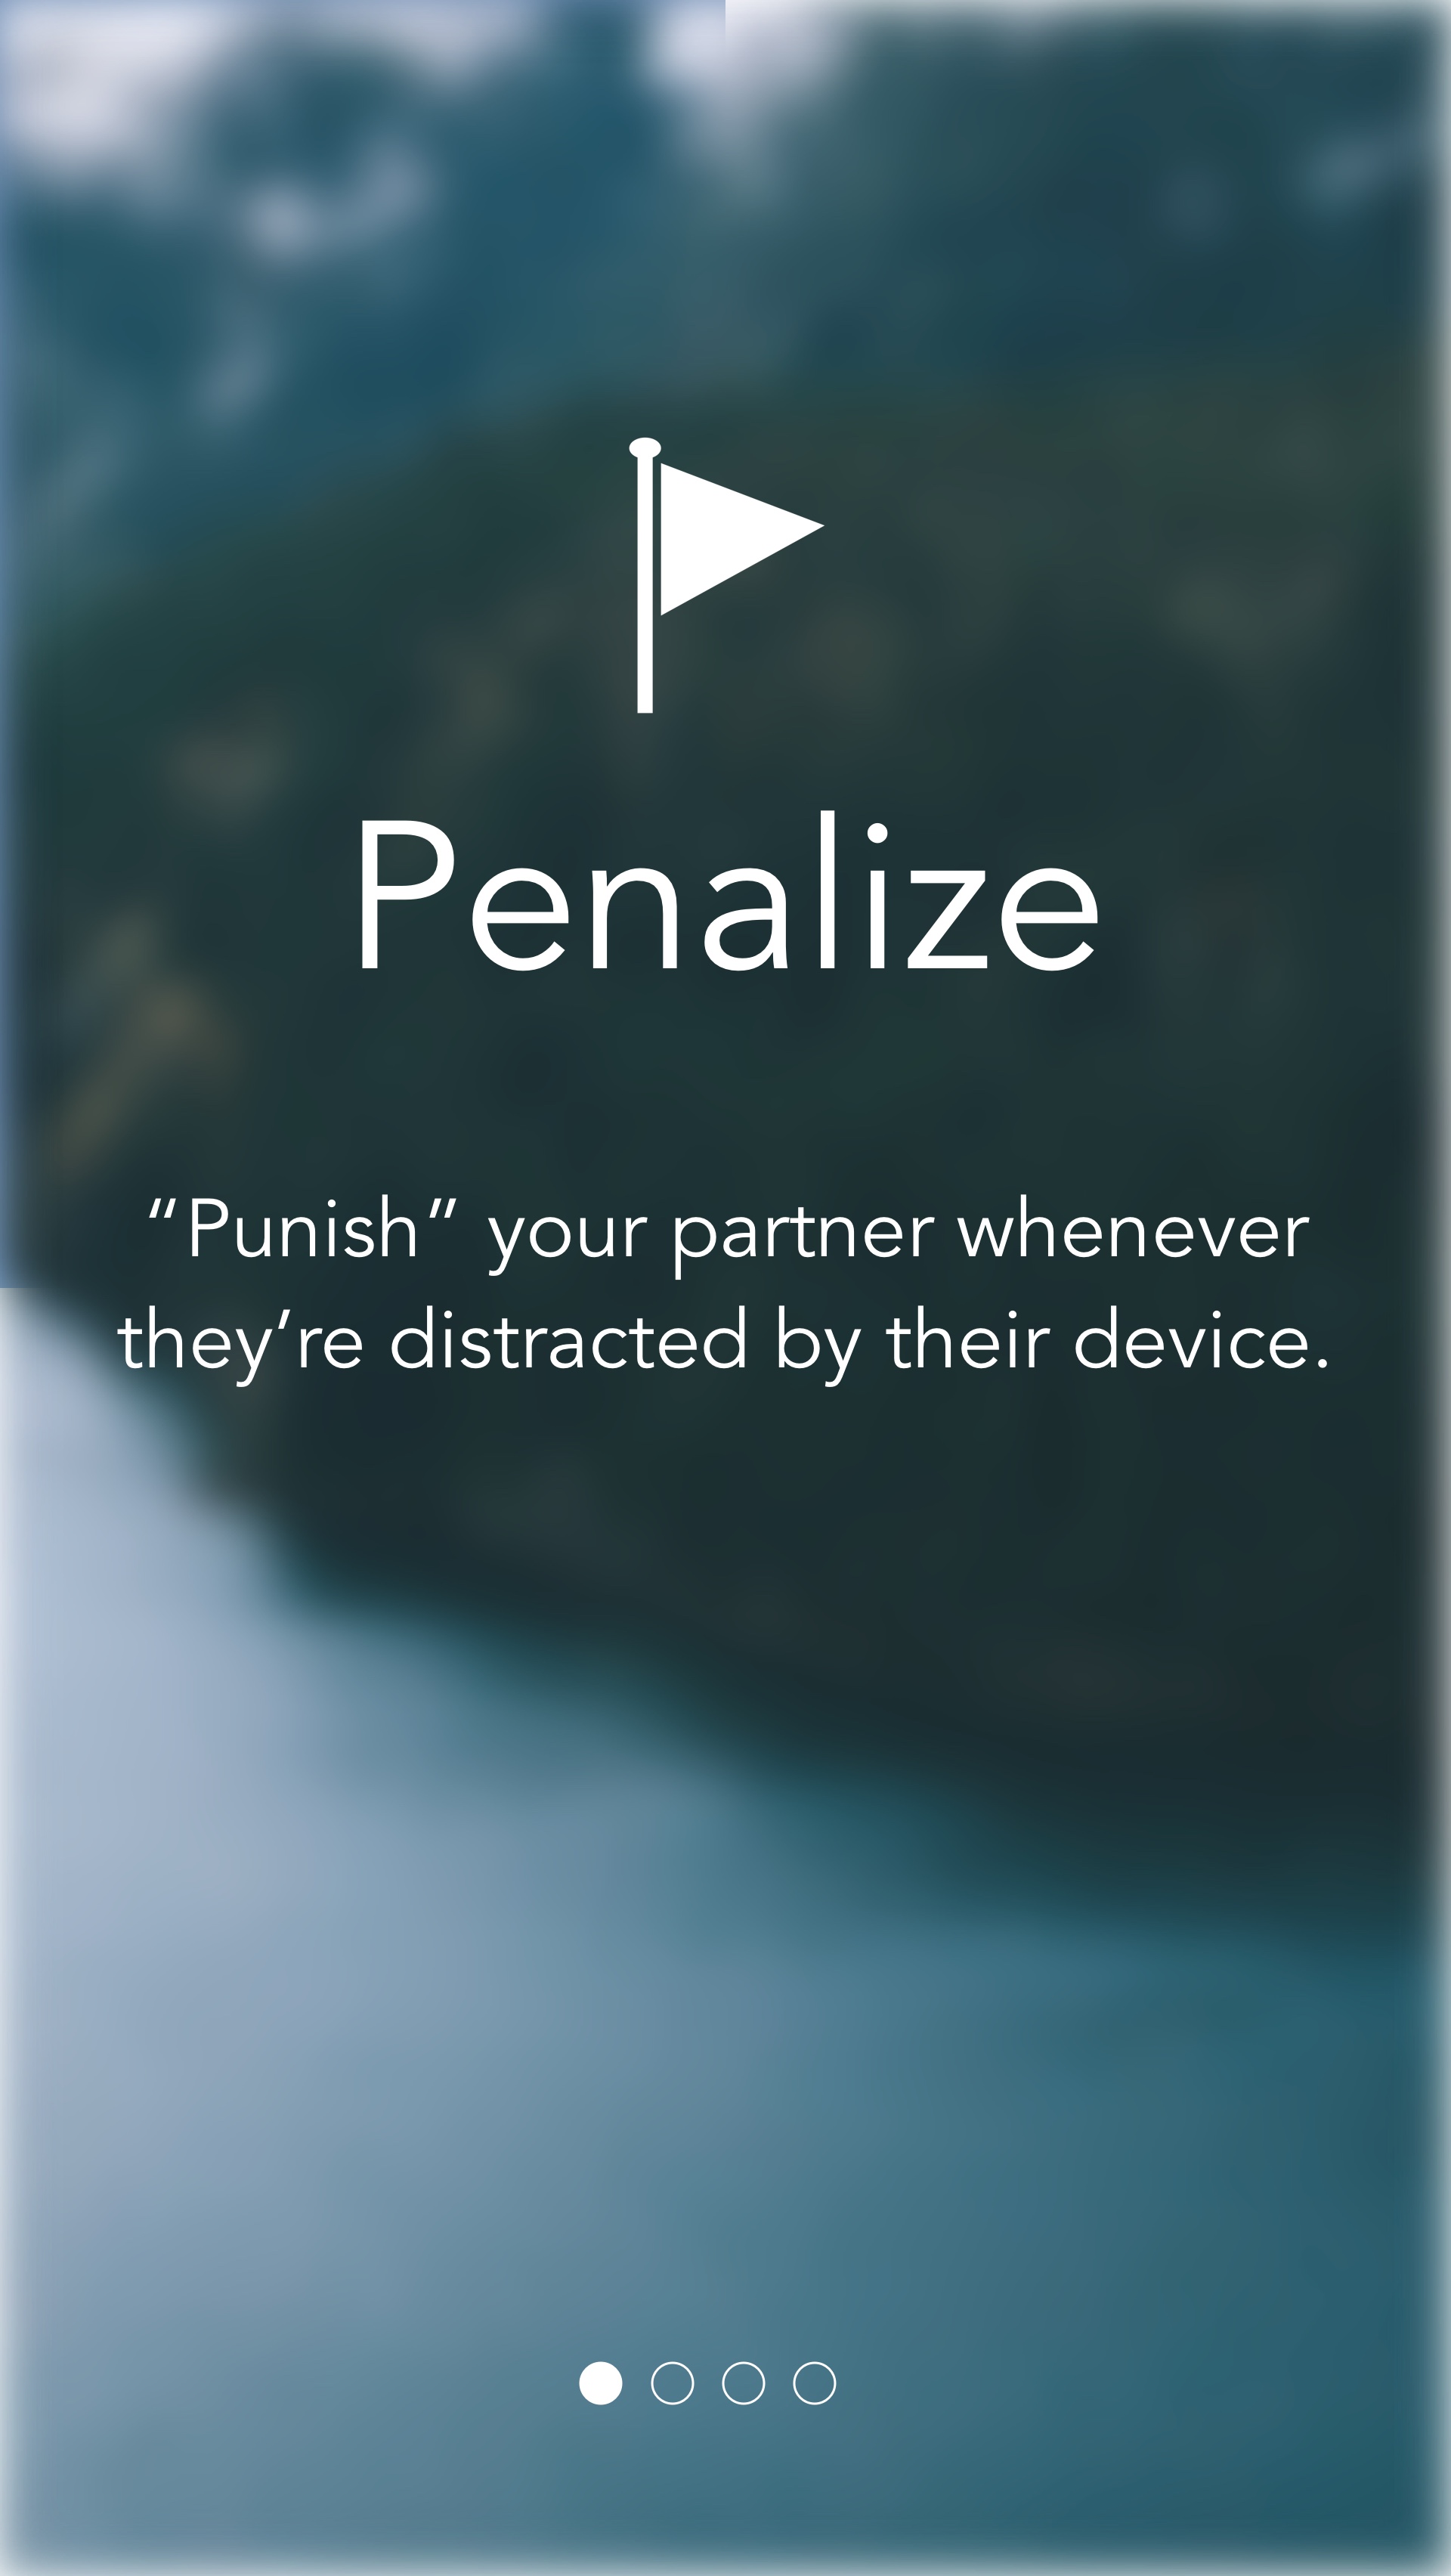 Penalize
“Punish” your partner whenever
they’re distracted by their device.